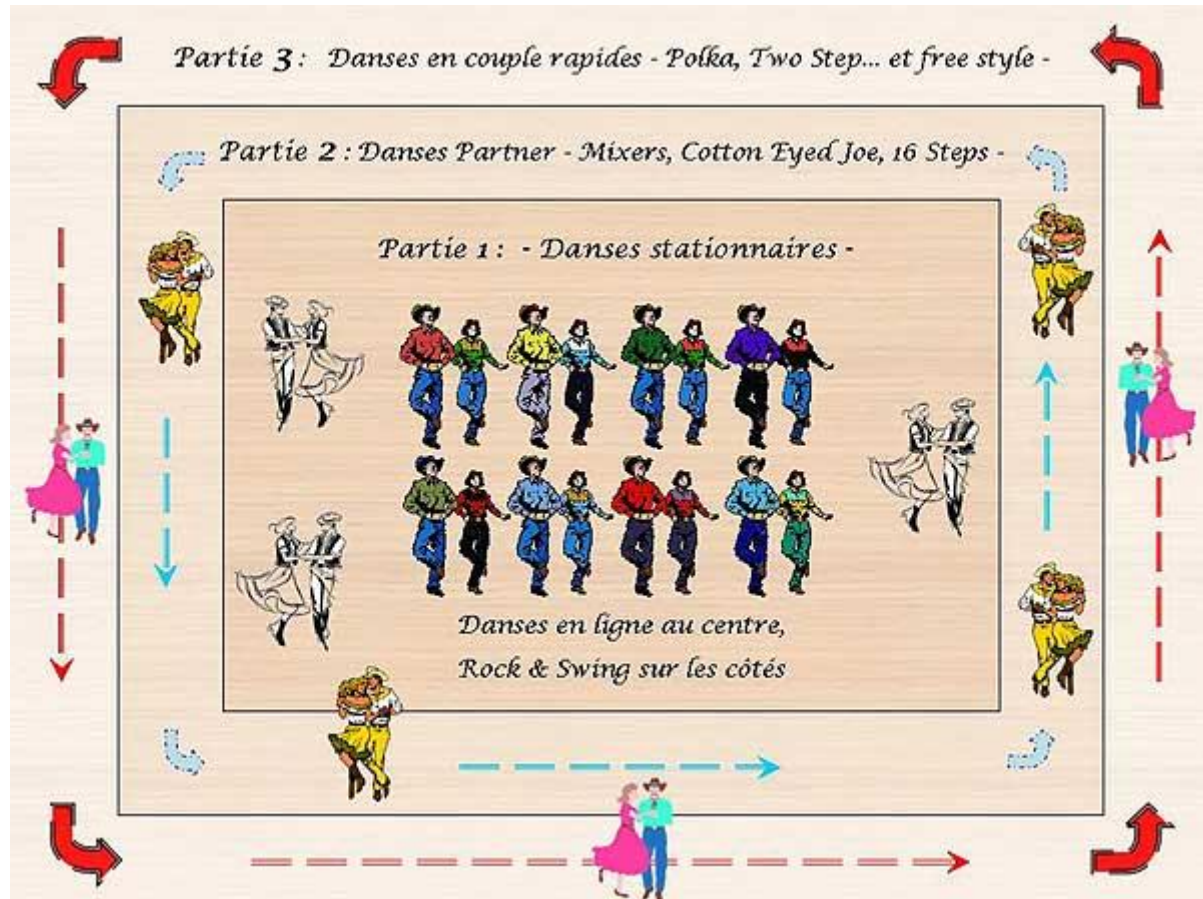 Partie 3 : Danses en couple rapides - Polka, Two Step... et free style -
Partie 2 : Danses Partner - Mixers, Cotton Eyed Joe, 16 Steps -
Partie 1 : - Danses stationnaires -
Danses en ligne au centre,
Rock & Swing sur les côtés